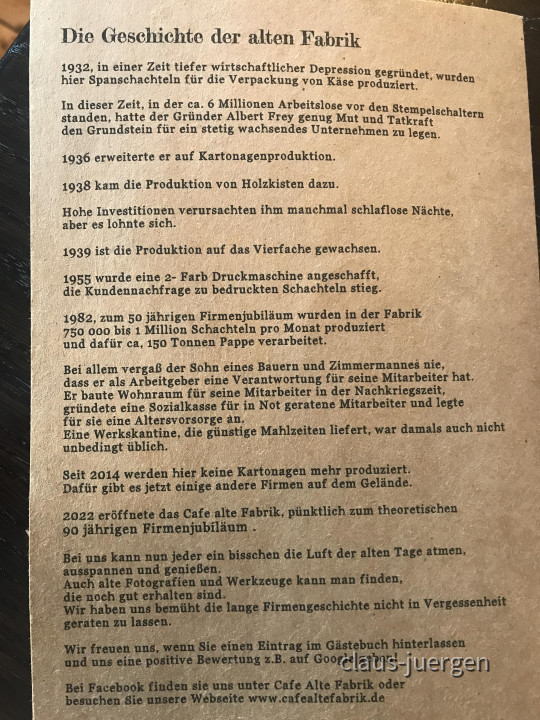 Die Geschichte der alten Fabrik
1932, in einer Zeit tiefer wirtschaftlicher Depression gegründet, wurden
hier Spanschachteln für die Verpackung von Käse produziert.
In dieser Zeit, in der ca. 6 Millionen Arbeitslose vor den Stempelschaltern
standen, hatte der Gründer Albert Frey genug Mut und Tatkraft
den Grundstein für ein stetig wachsendes Unternehmen zu legen.
1936 erweiterte er auf Kartonagenproduktion.
1938 kam die Produktion von Holzkisten dazu.
Hohe Investitionen verursachten ihm manchmal schlaflose Nächte,
aber es lohnte sich.
1939 ist die Produktion auf das Vierfache gewachsen.
1955 wurde eine 2- Farb Druckmaschine angeschafft,
die Kundennachfrage zu bedruckten Schachteln stieg.
1982, zum 50 jährigen Firmenjubiläum wurden in der Fabrik
750 000 bis 1 Million Schachteln pro Monat produziert
und dafür ca, 150 Tonnen Pappe verarbeitet.
Bei allem vergaß der Sohn eines Bauern und Zimmermannes nie,
dass er als Arbeitgeber eine Verantwortung für seine Mitarbeiter hat.
Er baute Wohnraum für seine Mitarbeiter in der Nachkriegszeit,
gründete eine Sozialkasse für in Not geratene Mitarbeiter und legte
für sie eine Altersvorsorge an.
Eine Werkskantine, die günstige Mahlzeiten liefert, war damals auch nicht
unbedingt üblich.
Seit 2014 werden hier keine Kartonagen mehr produziert.
Dafür gibt es jetzt einige andere Firmen auf dem Gelände.
2022 eröffnete das Cafe alte Fabrik, pünktlich zum theoretischen
90 jährigen Firmenjubiläum .
Bei uns kann nun jeder ein bisschen die Luft der alten Tage atmen,
ausspannen und genießen.
Auch alte Fotografien und Werkzeuge kann man finden,
die noch gut erhalten sind.
Wir haben uns bemüht die lange Firmengeschichte nicht in Vergessenheit
geraten zu lassen.
Wir freuen uns, wenn Sie einen Eintrag im Gästebuch hinterlassen
und uns eine positive Bewertung z.B. auf Google
claus-juergen
Bei Facebook finden sie uns unter Cafe Alte Fabrik oder
besuchen Sie unsere Webseite www.cafealtefabrik.de